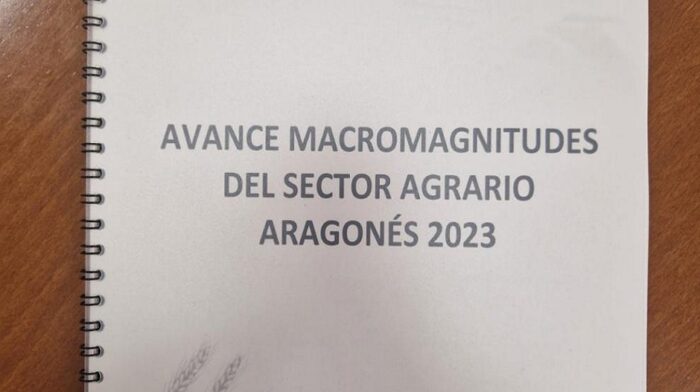 AVANCE MACROMAGNITUDES
DEL SECTOR AGRARIO
ARAGONÉS 2023